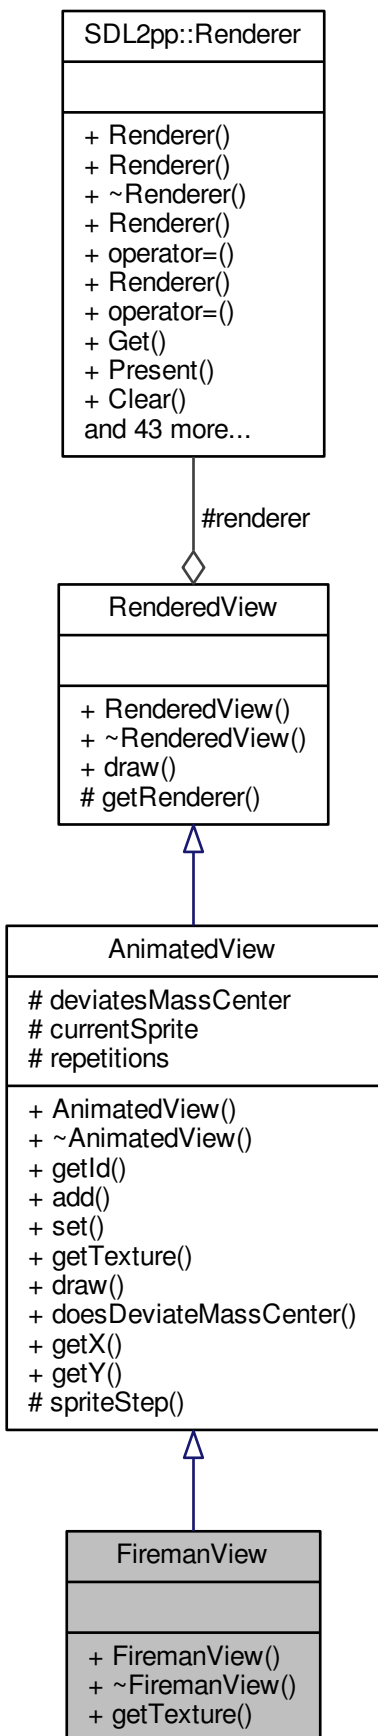 SDL2pp::Renderer
+ Renderer()
+ Renderer()
+ ~Renderer()
+ Renderer()
+ operator=()
+ Renderer()
+ operator=()
+ Get()
+ Present()
+ Clear()
and 43 more...
#renderer
RenderedView
+ RenderedView()
+ ~RenderedView()
+ draw()
# getRenderer()
AnimatedView
# deviatesMassCenter
# currentSprite
# repetitions
+ AnimatedView()
+ ~AnimatedView()
+ getId()
+ add()
+ set()
+ getTexture()
+ draw()
+ doesDeviateMassCenter()
+ getX()
+ getY()
# spriteStep()
FiremanView
+ FiremanView()
+ ~FiremanView()
+ getTexture()